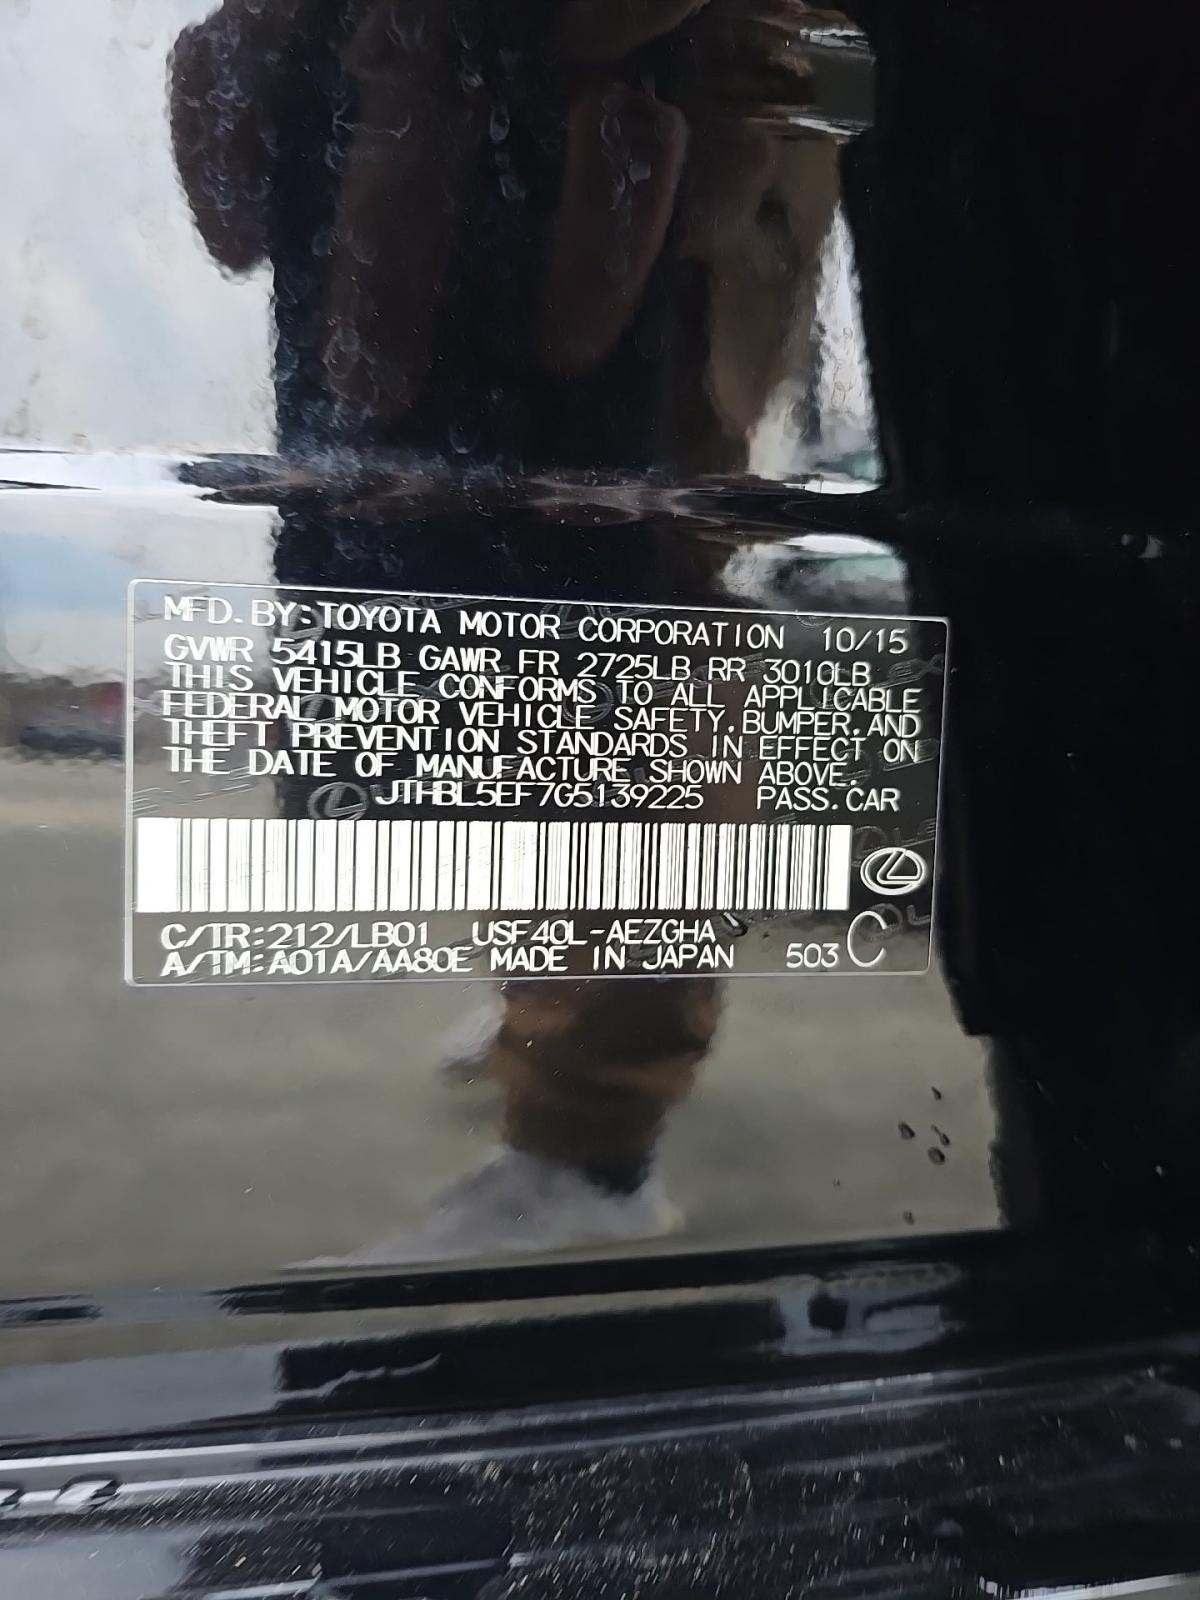 MFD. BY: TOYOTA MOTOR CORPORATION 10/15
GVWR 5415LB GAWR FR 2725LB RR 3010LB
THIS VEHICLE CONFORMS TO ALL APPLICABLE
FEDERAL MOTOR VEHICLE SAFETY, BUMPER, AND
THEFT PREVENTION STANDARDS IN EFFECT ON
THE DATE OF MANUFACTURE SHOWN ABOVE.
JTHBL5EF7G5139225 PASS. CAR
C/TR: 212/LB01 USF40L-AEZGHA
A/TM: A01A/AA80E MADE IN JAPAN 503 C